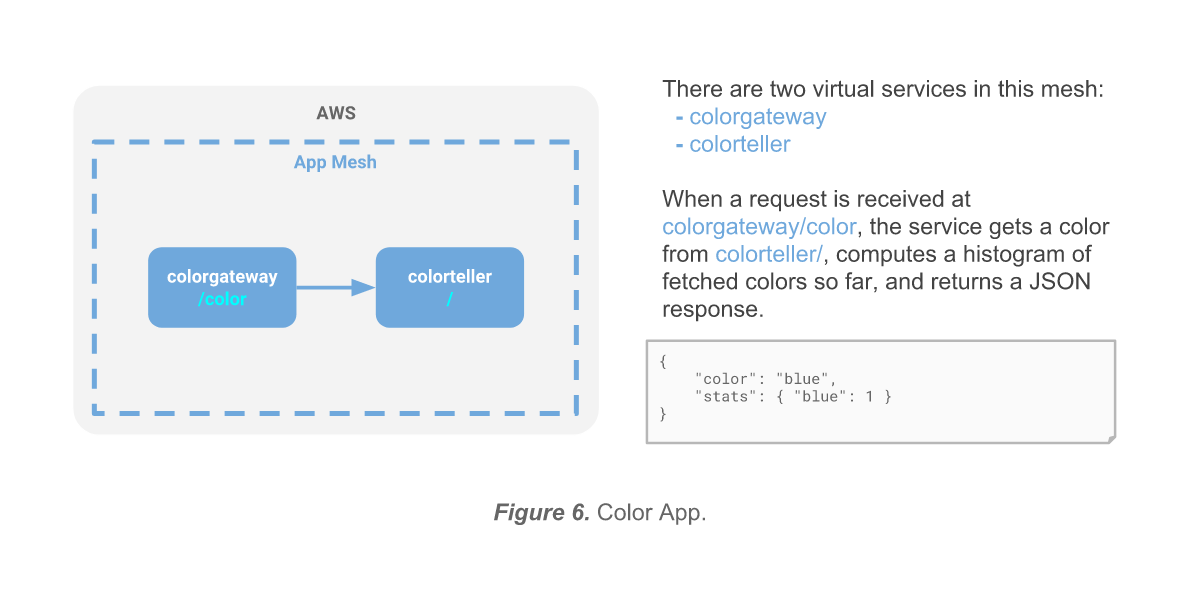 AWS
App Mesh
colorgateway
/color
colorteller
/
There are two virtual services in this mesh:
- colorgateway
- colorteller
When a request is received at
colorgateway/color, the service gets a color
from colorteller/, computes a histogram of
fetched colors so far, and returns a JSON
response.
{
    "color": "blue",
    "stats": { "blue": 1 }
}
Figure 6. Color App.